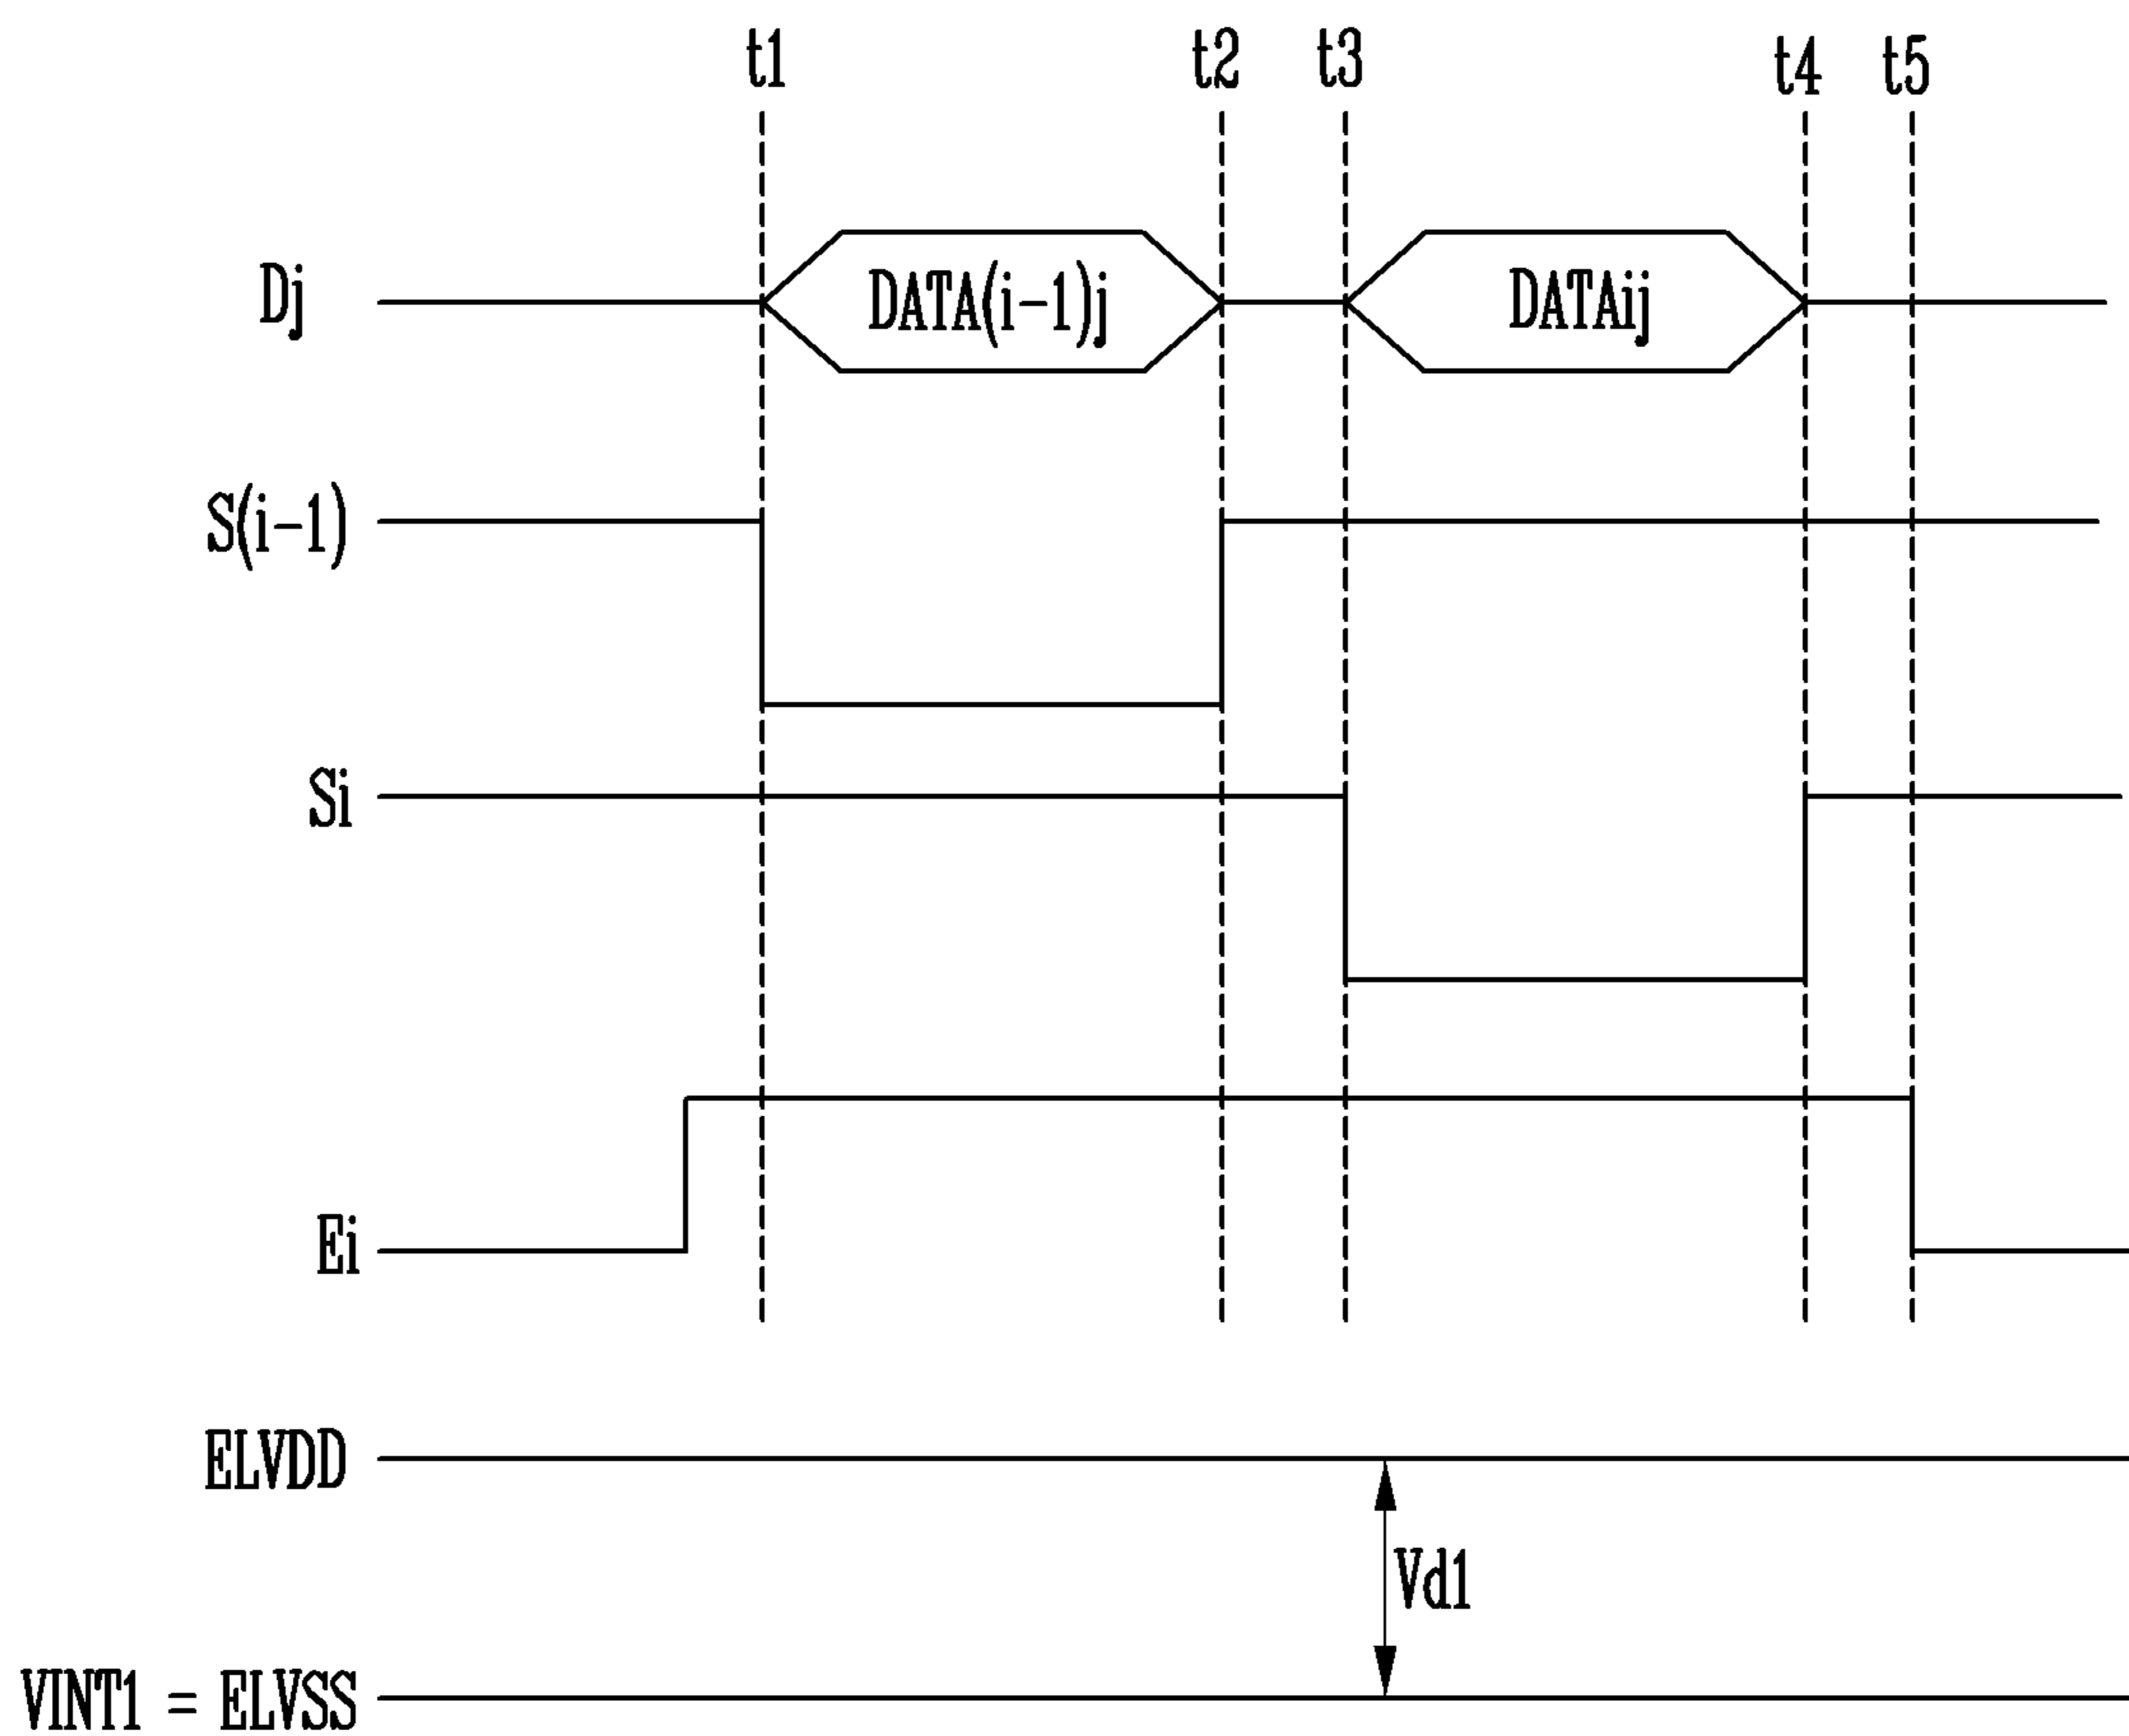 t1 t2 t3 t4 t5
Dj DATA(i-1)j DATAij
S(i-1)
Si
Ei
ELVDD
Vd1
VINT1 = ELVSS